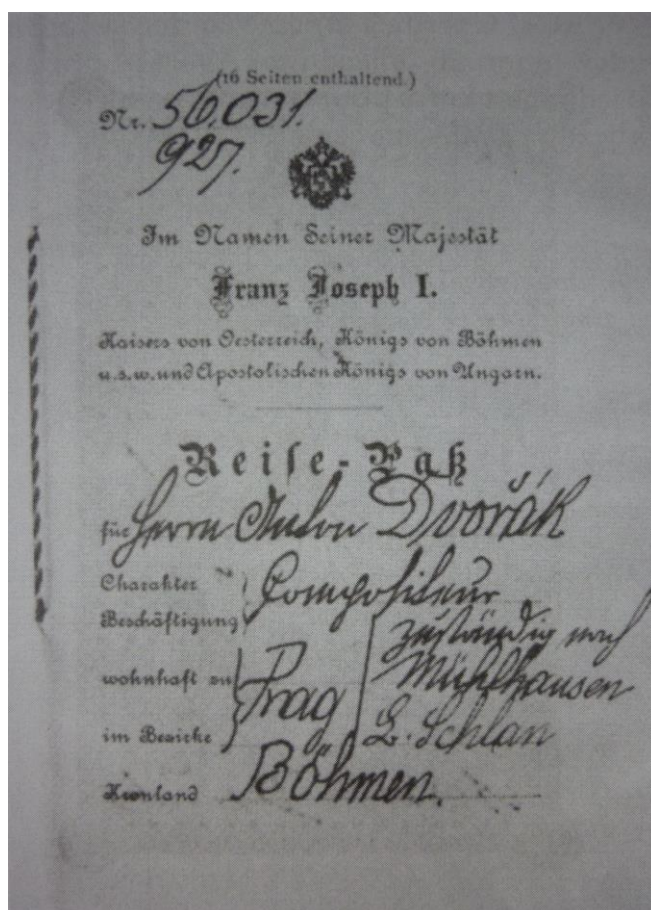 (16 Seiten enthaltend.)
Nr. 56,031.
927.
Im Namen Seiner Majestät
Franz Joseph I.
Kaisers von Oesterreich, Königs von Böhmen
u.s.w. und Apostolischen Königs von Ungarn.
Reise-Paß
für Herrn Anton Dvořák
Charakter
Beschäftigung
Compositeur
wohnhaft zu
im Bezirke
Prag
zuständig nach
Mühlhausen
B. Schlan
Kronland Böhmen.